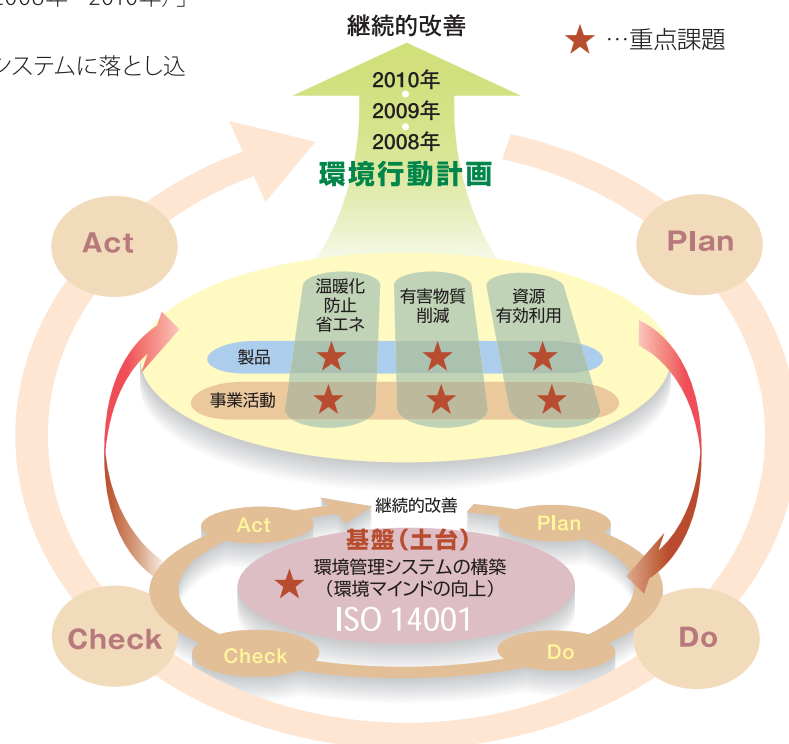 2008年―2010年)」
システムに落とし込
継続的改善
★…重点課題
2010年
2009年
2008年
環境行動計画
Act
Plan
温暖化
防止
省エネ
有害物質
削減
資源
有効利用
製品
★
★
★
事業活動
★
★
★
継続的改善
Act
Plan
基盤(土台)
★
環境管理システムの構築
(環境マインドの向上)
ISO 14001
Check
Do
Check
Do